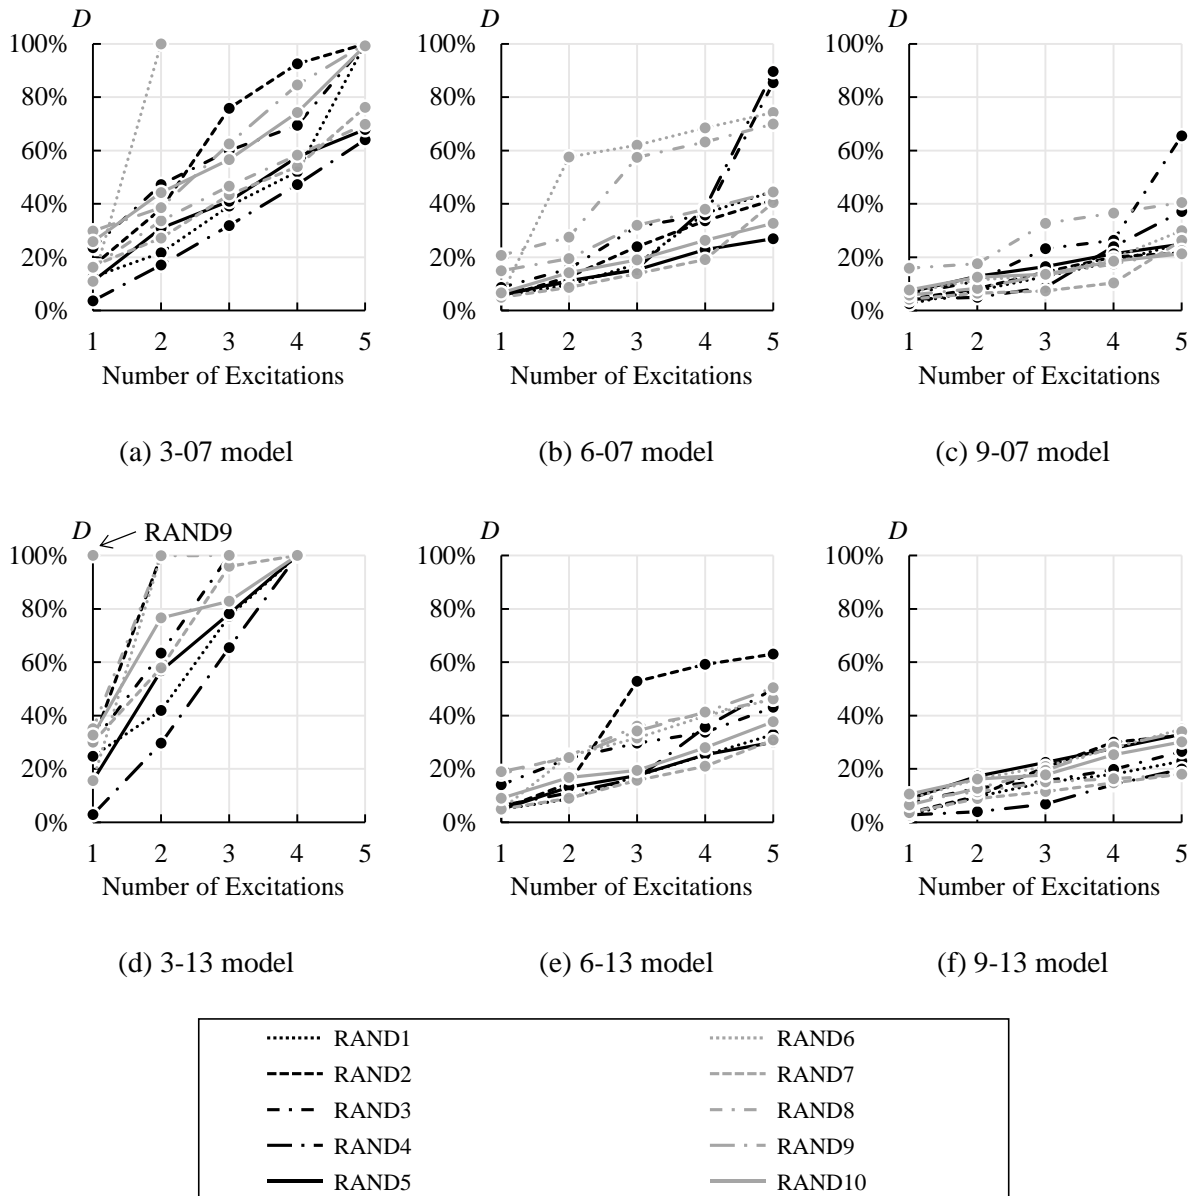 D D D
100% 100% 100%
80% 80% 80%
60% 60% 60%
40% 40% 40%
20% 20% 20%
0% 0% 0%
1 2 3 4 5 1 2 3 4 5 1 2 3 4 5
Number of Excitations Number of Excitations Number of Excitations
(a) 3-07 model (b) 6-07 model (c) 9-07 model
D RAND9 D D
100% 100% 100%
80% 80% 80%
60% 60% 60%
40% 40% 40%
20% 20% 20%
0% 0% 0%
1 2 3 4 5 1 2 3 4 5 1 2 3 4 5
Number of Excitations Number of Excitations Number of Excitations
(d) 3-13 model (e) 6-13 model (f) 9-13 model
RAND1 RAND6
RAND2 RAND7
RAND3 RAND8
RAND4 RAND9
RAND5 RAND10